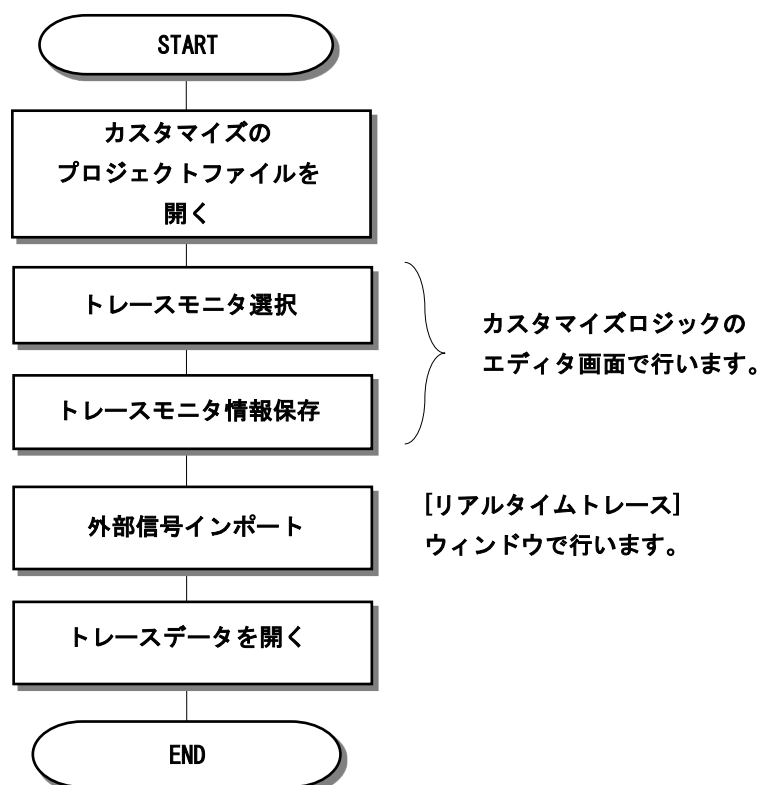 START
カスタマイズの
プロジェクトファイルを
開く
トレースモニタ選択
カスタマイズロジックの
エディタ画面で行います。
トレースモニタ情報保存
外部信号インポート
[リアルタイムトレース]
ウィンドウで行います。
トレースデータを開く
END